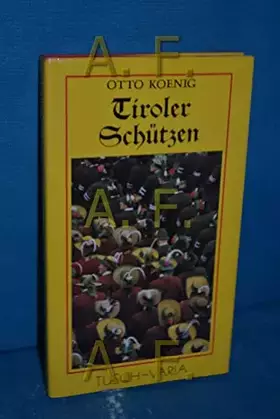 A. F.
OTTO KOENIG
Tiroler
Schützen
A. F.
A. F.
TUSCH-VARIA